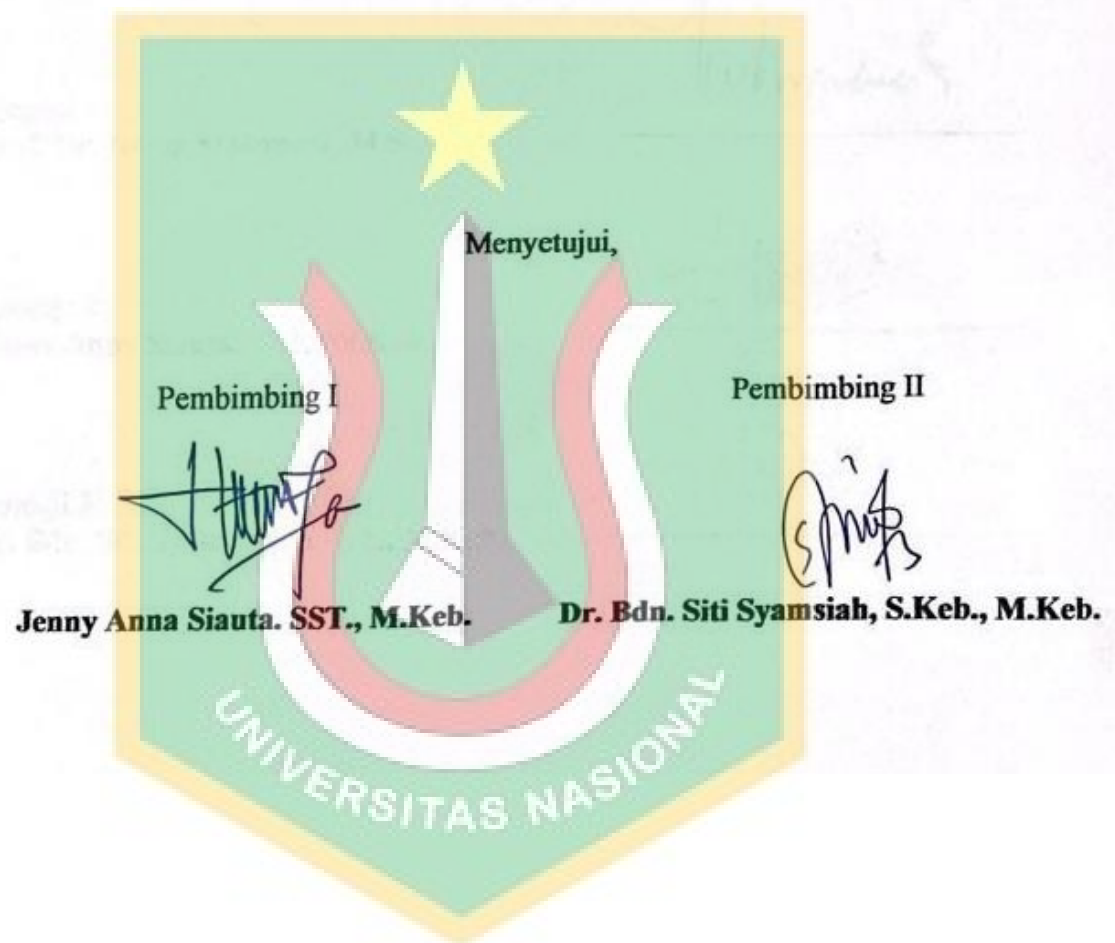 Menyetujui,
Pembimbing I
Pembimbing II
Jenny Anna Siauta. SST., M.Keb.
Dr. Bdn. Siti Syamsiah, S.Keb., M.Keb.
UNIVERSITAS NASIONAL